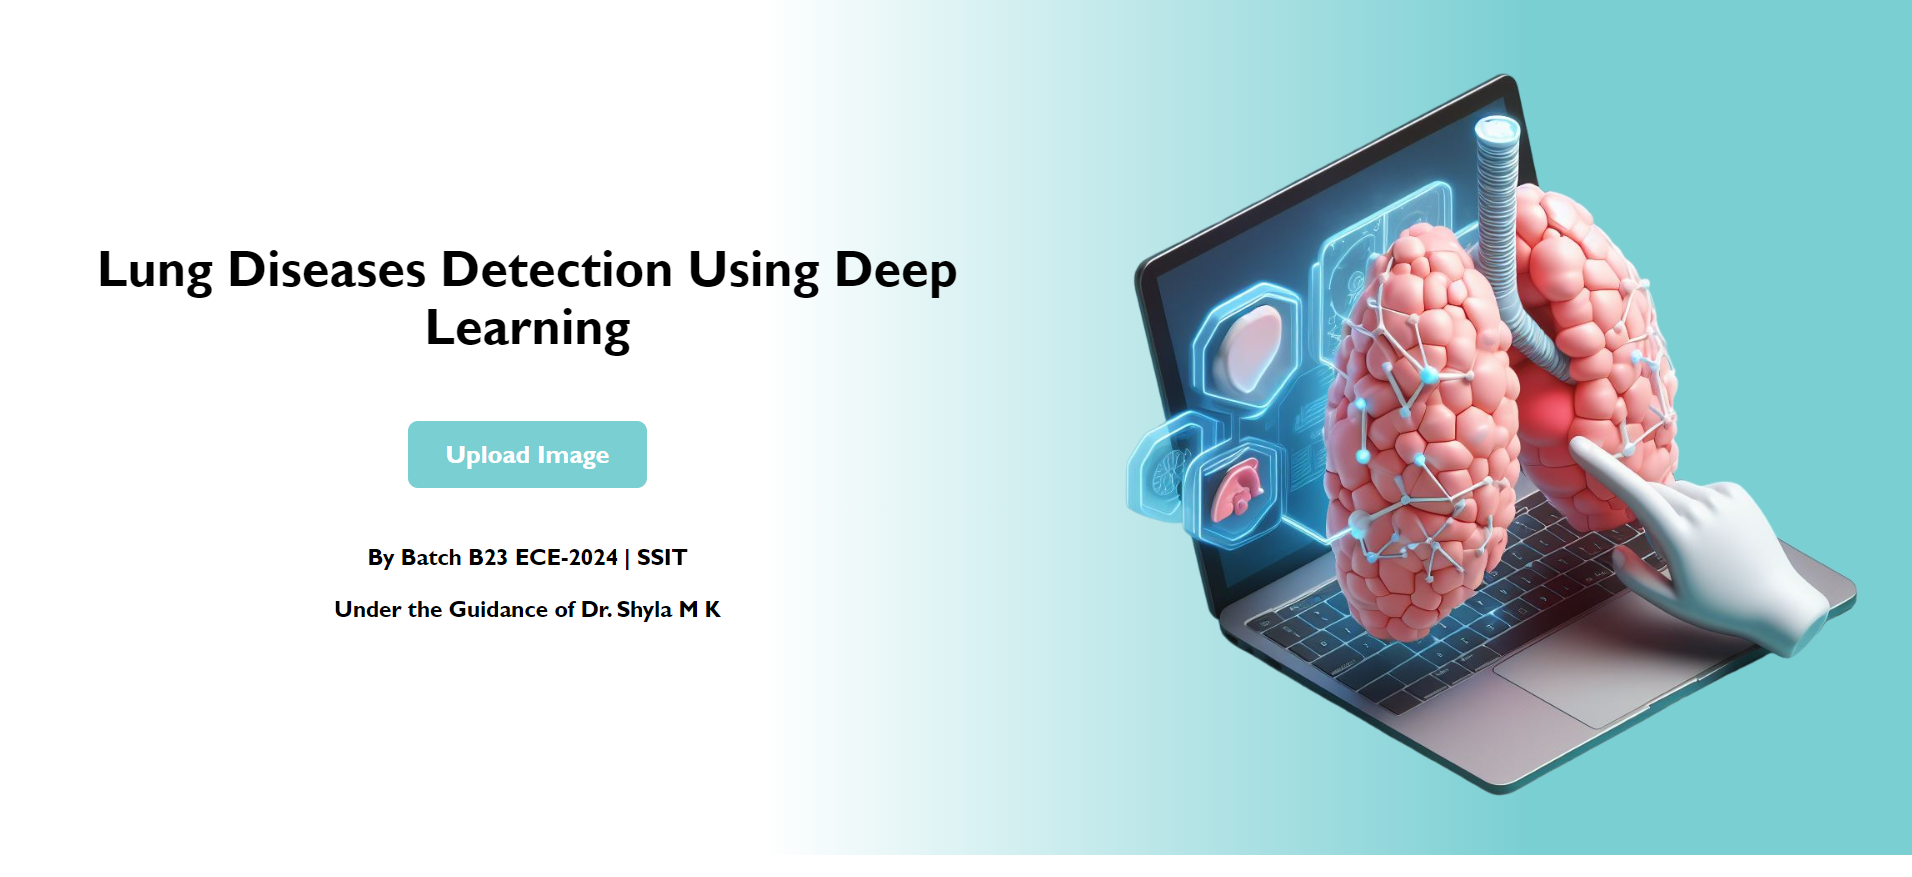 Lung Diseases Detection Using Deep
Learning
Upload Image
By Batch B23 ECE-2024 | SSIT
Under the Guidance of Dr. Shyla M K